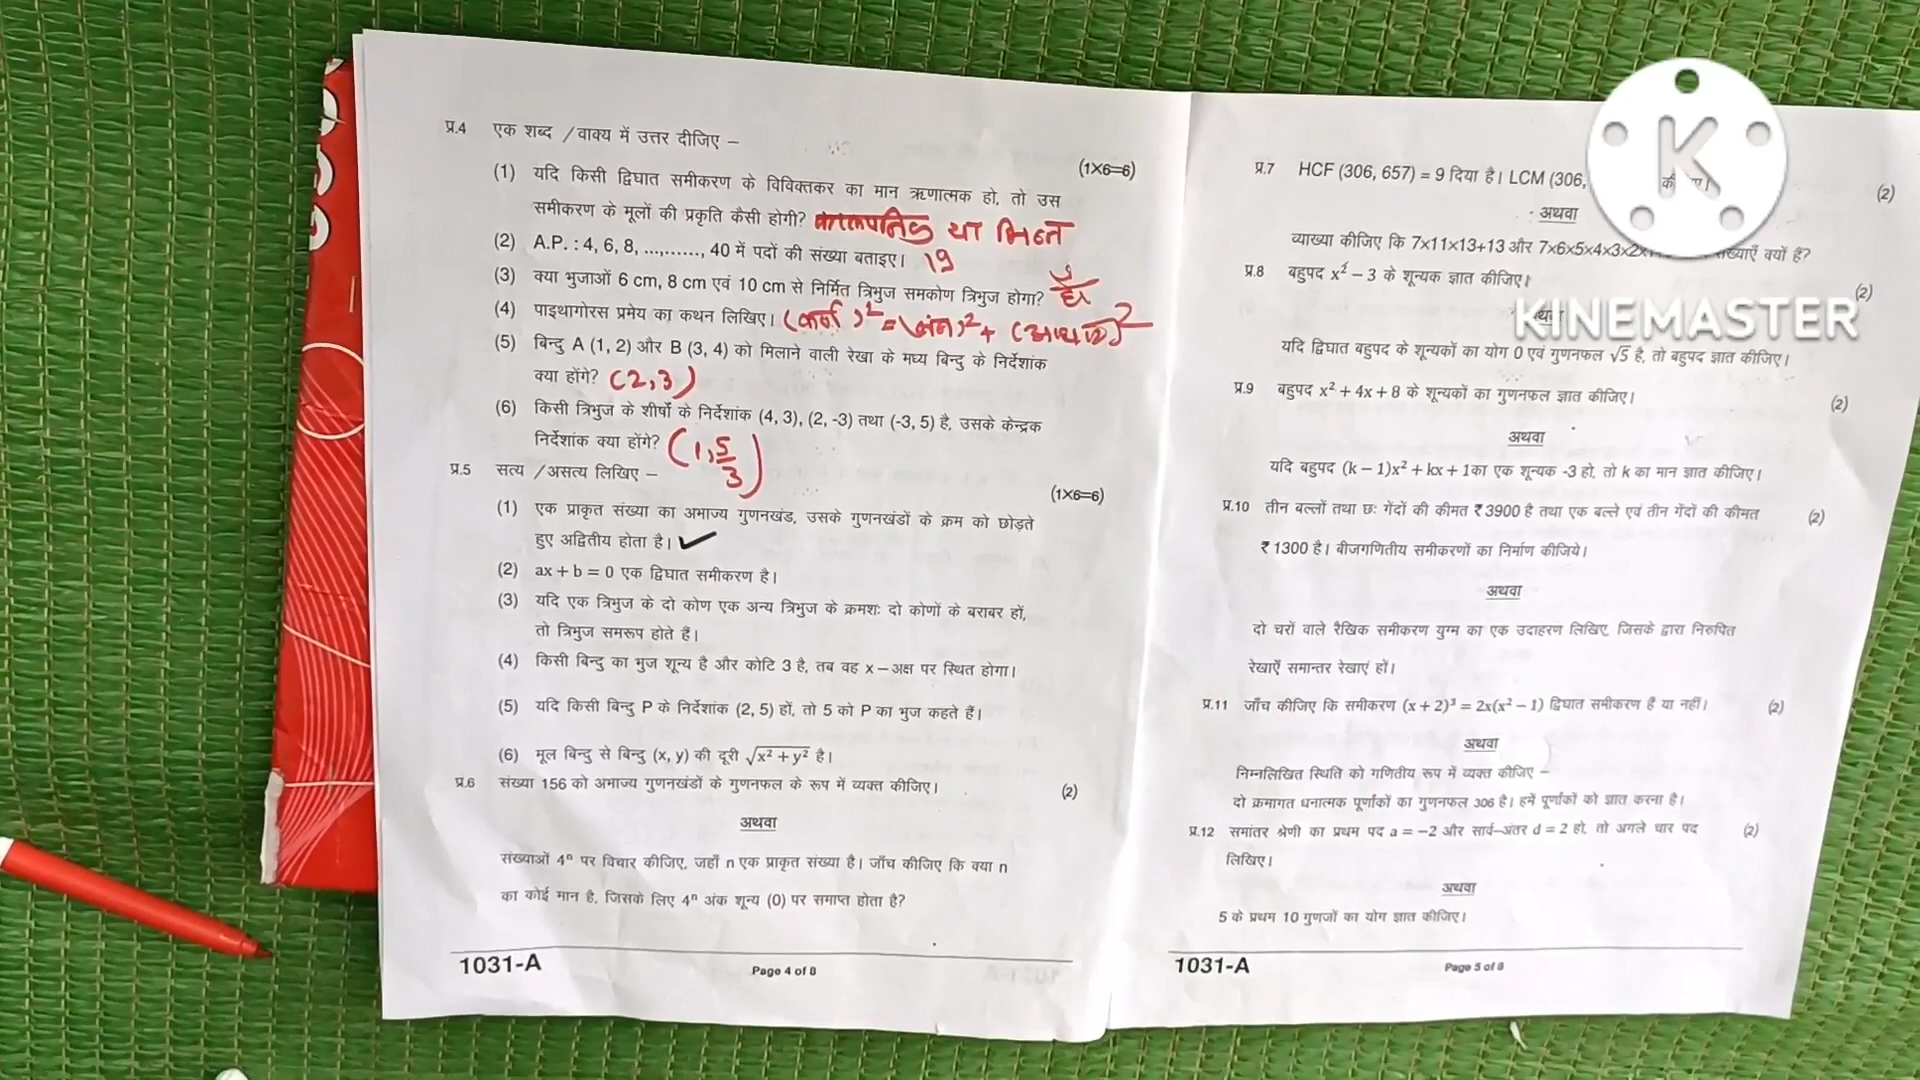 प्र.4 एक शब्द / वाक्य में उत्तर दीजिए –
(1×6=6)
(1) यदि किसी द्विघात समीकरण के विविक्तकर का मान ऋणात्मक हो, तो उस
समीकरण के मूलों की प्रकृति कैसी होगी? काल्पनिक या भिन्न
(2) A.P. : 4, 6, 8, .........., 40 में पदों की संख्या बताइए। 19
(3) क्या भुजाओं 6 cm, 8 cm एवं 10 cm से निर्मित त्रिभुज समकोण त्रिभुज होगा? हाँ
(4) पाइथागोरस प्रमेय का कथन लिखिए। (कर्ण)² = (लंब)² + (आधार)²
(5) बिन्दु A (1, 2) और B (3, 4) को मिलाने वाली रेखा के मध्य बिन्दु के निर्देशांक
क्या होंगे? (2,3)
(6) किसी त्रिभुज के शीर्षों के निर्देशांक (4, 3), (2, -3) तथा (-3, 5) है, उसके केन्द्रक
निर्देशांक क्या होंगे? (1, 5/3)
प्र.5 सत्य / असत्य लिखिए –
(1×6=6)
(1) एक प्राकृत संख्या का अभाज्य गुणनखंड, उसके गुणनखंडों के क्रम को छोड़ते
हुए अद्वितीय होता है। ✓
(2) ax + b = 0 एक द्विघात समीकरण है।
(3) यदि एक त्रिभुज के दो कोण एक अन्य त्रिभुज के क्रमशः दो कोणों के बराबर हों,
तो त्रिभुज समरूप होते हैं।
(4) किसी बिन्दु का भुज शून्य है और कोटि 3 है, तब वह x – अक्ष पर स्थित होगा।
(5) यदि किसी बिन्दु P के निर्देशांक (2, 5) हों, तो 5 को P का भुज कहते हैं।
(6) मूल बिन्दु से बिन्दु (x, y) की दूरी √x² + y² है।
प्र.6 संख्या 156 को अभाज्य गुणनखंडों के गुणनफल के रूप में व्यक्त कीजिए। (2)
अथवा
संख्याओं 4ⁿ पर विचार कीजिए, जहाँ n एक प्राकृत संख्या है। जाँच कीजिए कि क्या n
का कोई मान है, जिसके लिए 4ⁿ अंक शून्य (0) पर समाप्त होता है?
1031-A Page 4 of 8
प्र.7 HCF (306, 657) = 9 दिया है। LCM (306, (2)
अथवा
व्याख्या कीजिए कि 7×11×13+13 और 7×6×5×4×3×2× संख्याएँ क्यों हैं?
प्र.8 बहुपद x² – 3 के शून्यक ज्ञात कीजिए। (2)
अथवा
KINEMASTER
यदि द्विघात बहुपद के शून्यकों का योग 0 एवं गुणनफल √5 है, तो बहुपद ज्ञात कीजिए।
प्र.9 बहुपद x² + 4x + 8 के शून्यकों का गुणनफल ज्ञात कीजिए। (2)
अथवा
यदि बहुपद (k – 1)x² + kx + 1 का एक शून्यक -3 हो, तो k का मान ज्ञात कीजिए।
प्र.10 तीन बल्लों तथा छः गेंदों की कीमत ₹ 3900 है तथा एक बल्ले एवं तीन गेंदों की कीमत (2)
₹ 1300 है। बीजगणितीय समीकरणों का निर्माण कीजिये।
अथवा
दो चरों वाले रैखिक समीकरण युग्म का एक उदाहरण लिखिए, जिसके द्वारा निरुपित
रेखाऐं समान्तर रेखाएं हों।
प्र.11 जाँच कीजिए कि समीकरण (x + 2)³ = 2x(x² – 1) द्विघात समीकरण है या नहीं। (2)
अथवा
निम्नलिखित स्थिति को गणितीय रूप में व्यक्त कीजिए –
दो क्रमागत धनात्मक पूर्णांकों का गुणनफल 306 है। हमें पूर्णांकों को ज्ञात करना है।
प्र.12 समांतर श्रेणी का प्रथम पद a = –2 और सार्व–अंतर d = 2 हो, तो अगले चार पद (2)
लिखिए।
अथवा
5 के प्रथम 10 गुणजों का योग ज्ञात कीजिए।
1031-A Page 5 of 8